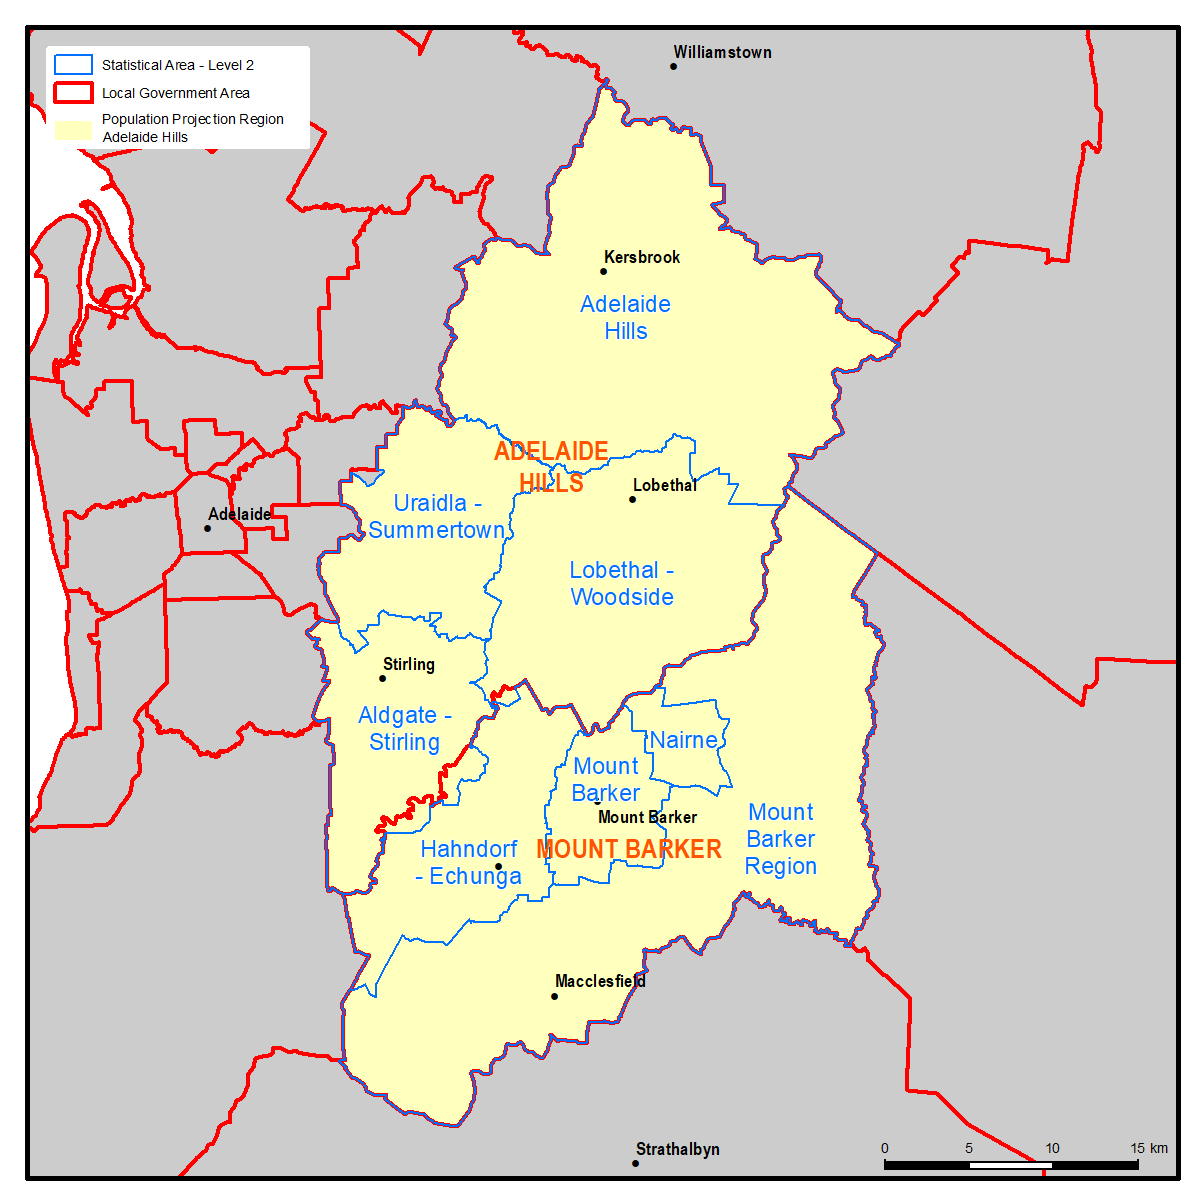 Statistical Area - Level 2
Local Government Area
Population Projection Region
Adelaide Hills
Williamstown
Kersbrook
Adelaide
Hills
ADELAIDE
HILLS
Lobethal
Uraidla -
Summertown
Adelaide
Lobethal -
Woodside
Stirling
Aldgate -
Stirling
Nairne
Mount
Barker
Mount Barker
Mount
Barker
Region
Hahndorf
- Echunga
MOUNT BARKER
Macclesfield
Strathalbyn
0 5 10 15 km